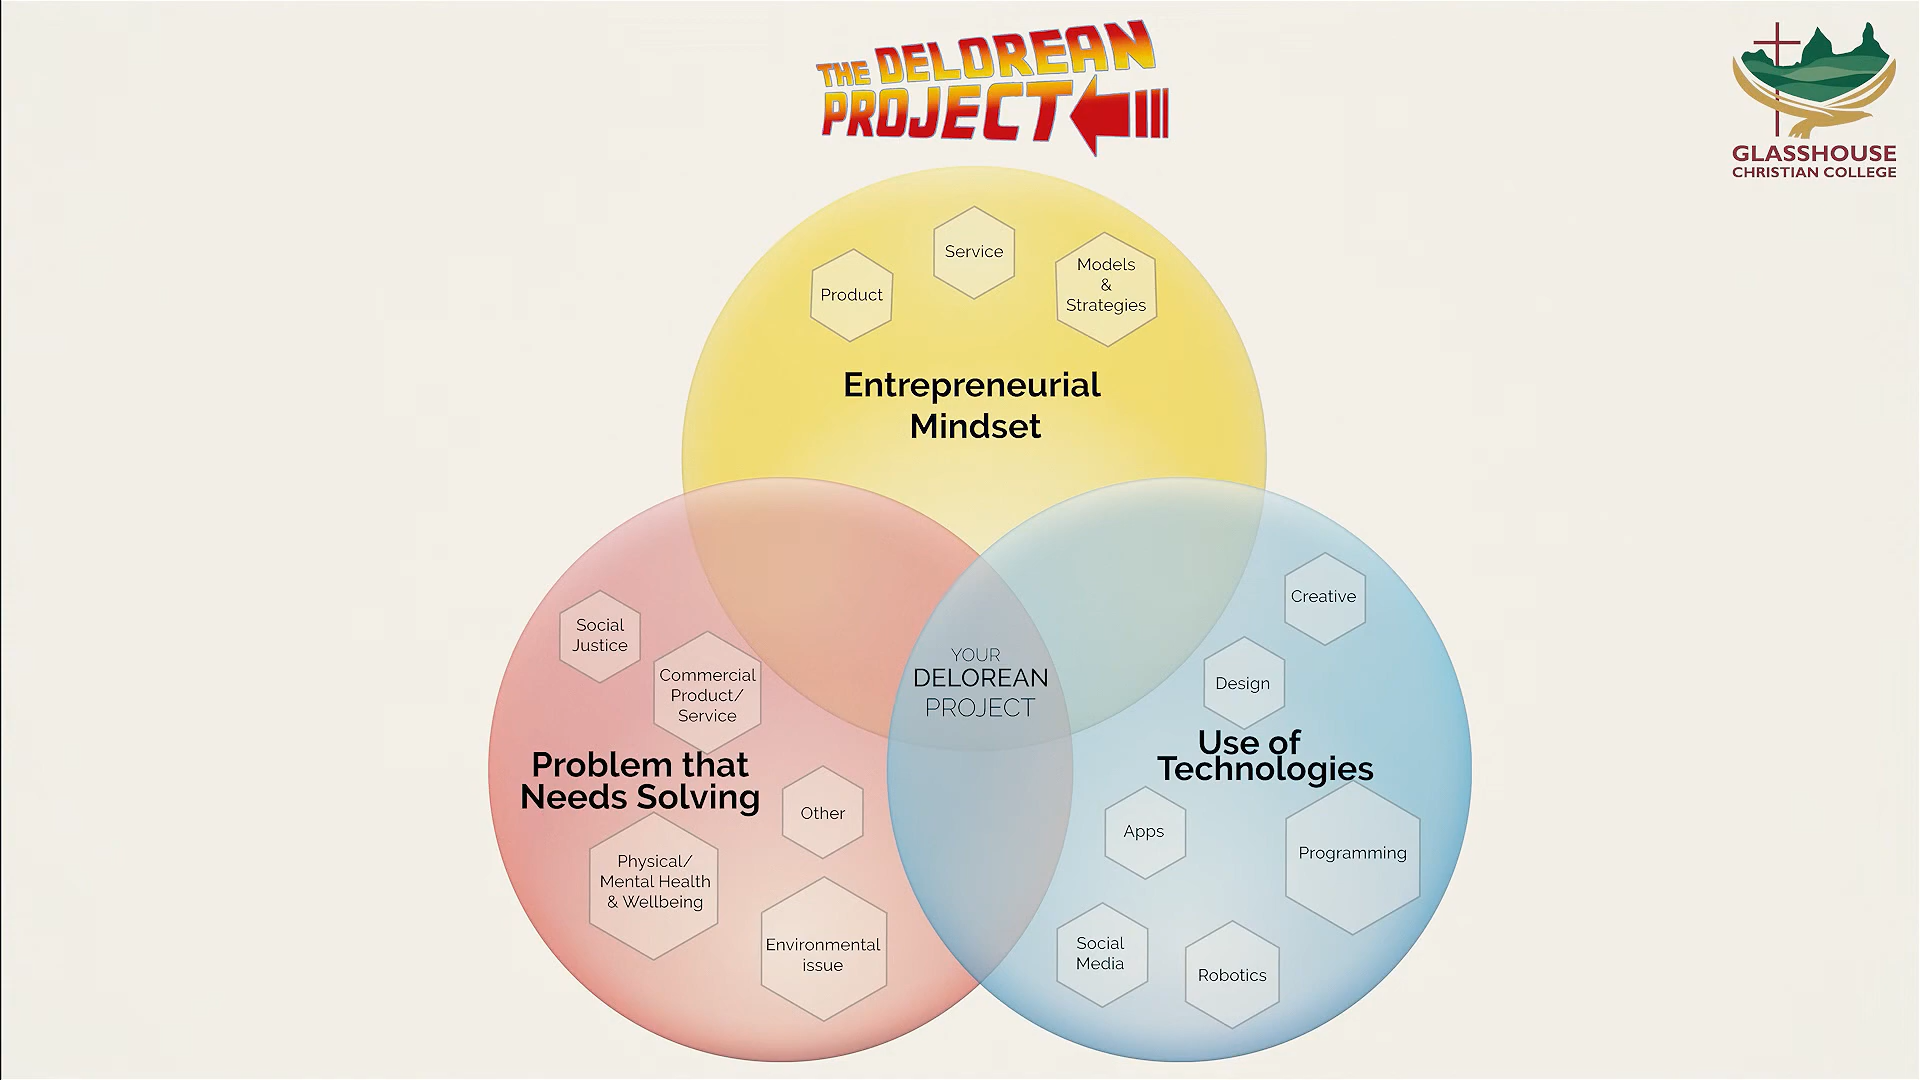 THE DELOREAN
PROJECT
GLASSHOUSE
CHRISTIAN COLLEGE
Service
Product
Models
&
Strategies
Entrepreneurial
Mindset
Social
Justice
Commercial
Product/
Service
Problem that
Needs Solving
Other
Physical/
Mental Health
& Wellbeing
Environmental
issue
YOUR
DELOREAN
PROJECT
Creative
Design
Use of
Technologies
Apps
Programming
Social
Media
Robotics